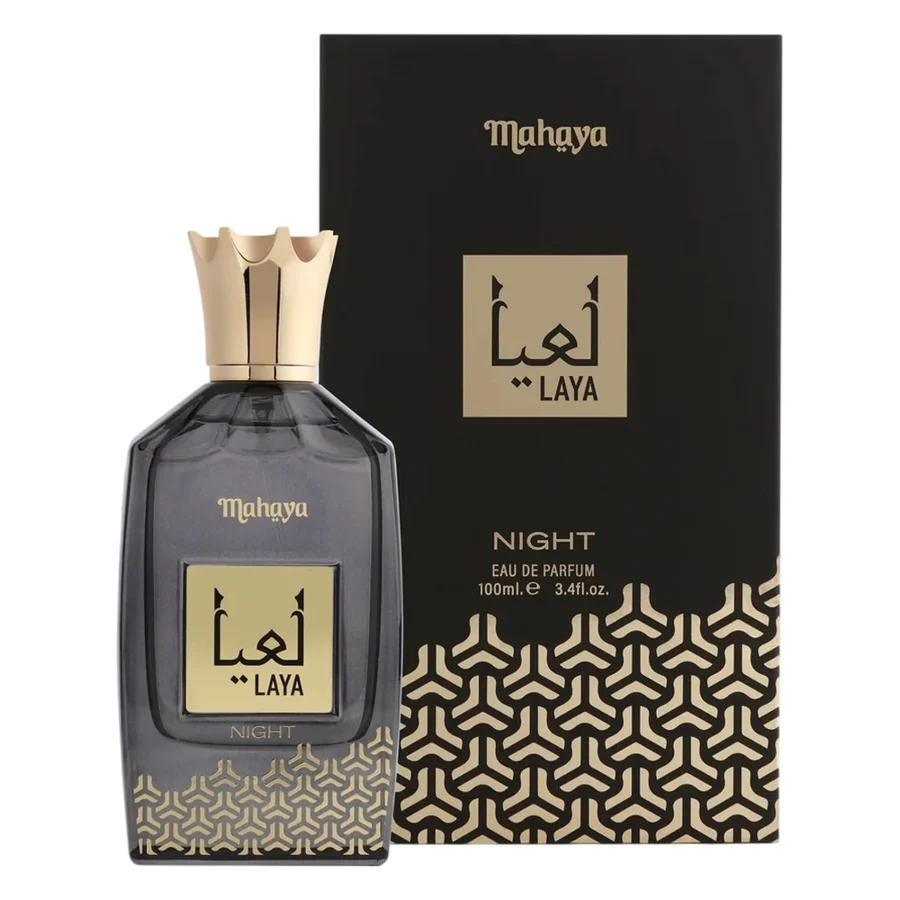 Mahaya
لعيا
LAYA
NIGHT
EAU DE PARFUM
100ml. e 3.4fl.oz.
Mahaya
لعيا
LAYA
NIGHT